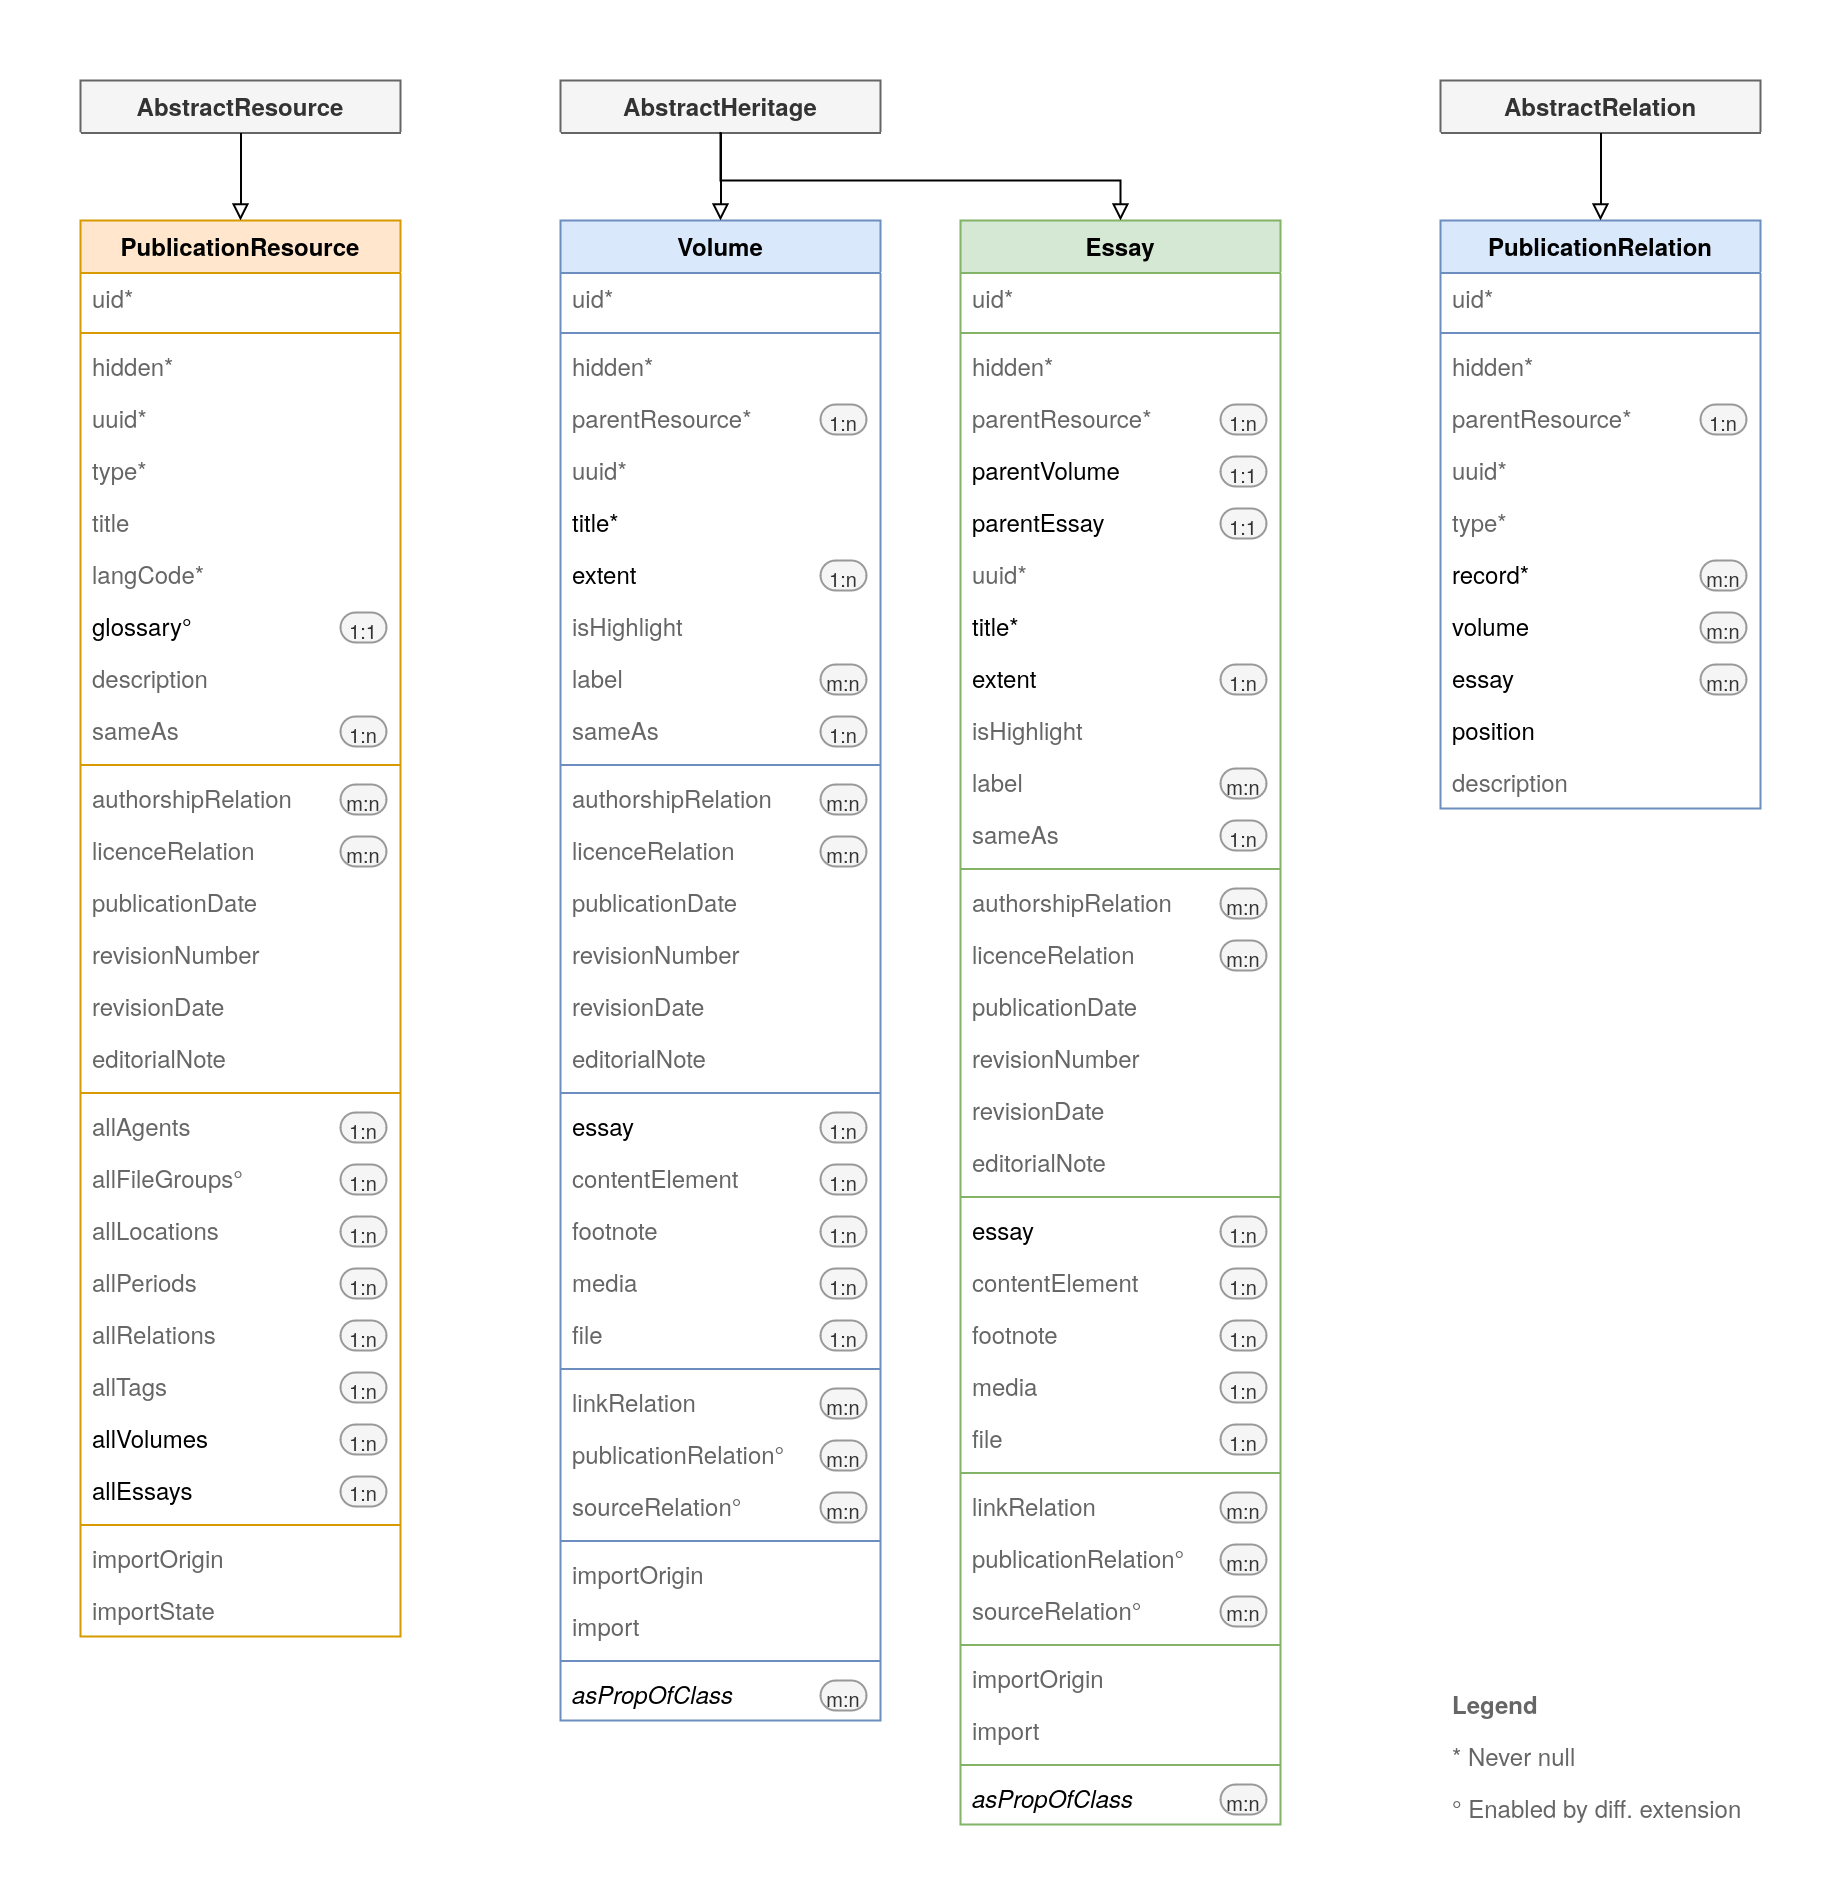 AbstractResource
PublicationResource
uid*
hidden*
uuid*
type*
title
langCode*
glossary° 1:1
description
sameAs 1:n
authorshipRelation m:n
licenceRelation m:n
publicationDate
revisionNumber
revisionDate
editorialNote
allAgents 1:n
allFileGroups° 1:n
allLocations 1:n
allPeriods 1:n
allRelations 1:n
allTags 1:n
allVolumes 1:n
allEssays 1:n
importOrigin
importState
AbstractHeritage
Volume
uid*
hidden*
parentResource* 1:n
uuid*
title*
extent 1:n
isHighlight
label m:n
sameAs 1:n
authorshipRelation m:n
licenceRelation m:n
publicationDate
revisionNumber
revisionDate
editorialNote
essay 1:n
contentElement 1:n
footnote 1:n
media 1:n
file 1:n
linkRelation m:n
publicationRelation° m:n
sourceRelation° m:n
importOrigin
import
asPropOfClass m:n
Essay
uid*
hidden*
parentResource* 1:n
parentVolume 1:1
parentEssay 1:1
uuid*
title*
extent 1:n
isHighlight
label m:n
sameAs 1:n
authorshipRelation m:n
licenceRelation m:n
publicationDate
revisionNumber
revisionDate
editorialNote
essay 1:n
contentElement 1:n
footnote 1:n
media 1:n
file 1:n
linkRelation m:n
publicationRelation° m:n
sourceRelation° m:n
importOrigin
import
asPropOfClass m:n
AbstractRelation
PublicationRelation
uid*
hidden*
parentResource* 1:n
uuid*
type*
record* m:n
volume m:n
essay m:n
position
description
Legend
* Never null
° Enabled by diff. extension